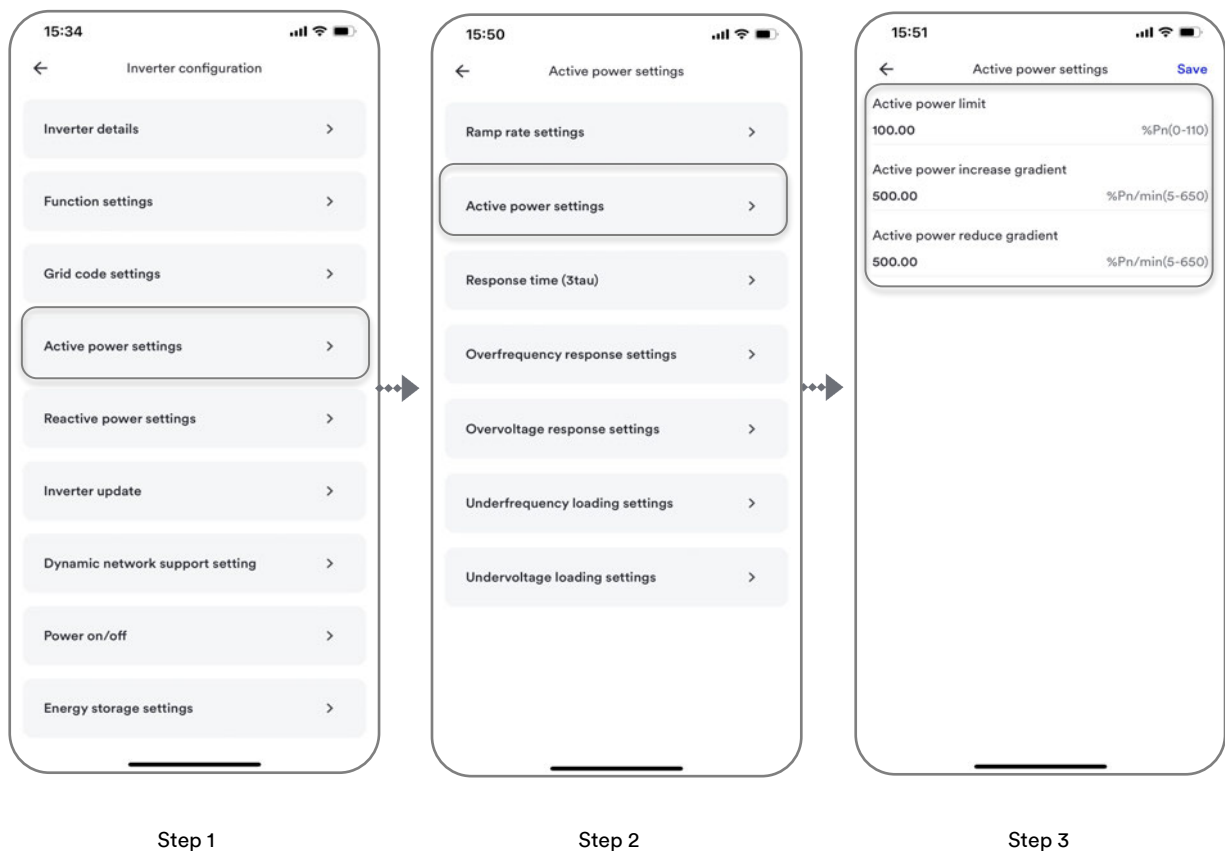 15:34
Inverter configuration
Inverter details
Function settings
Grid code settings
Active power settings
Reactive power settings
Inverter update
Dynamic network support setting
Power on/off
Energy storage settings
Step 1
15:50
Active power settings
Ramp rate settings
Active power settings
Response time (3tau)
Overfrequency response settings
Overvoltage response settings
Underfrequency loading settings
Undervoltage loading settings
Step 2
15:51
Active power settings Save
Active power limit
100.00 %Pn(0-110)
Active power increase gradient
500.00 %Pn/min(5-650)
Active power reduce gradient
500.00 %Pn/min(5-650)
Step 3